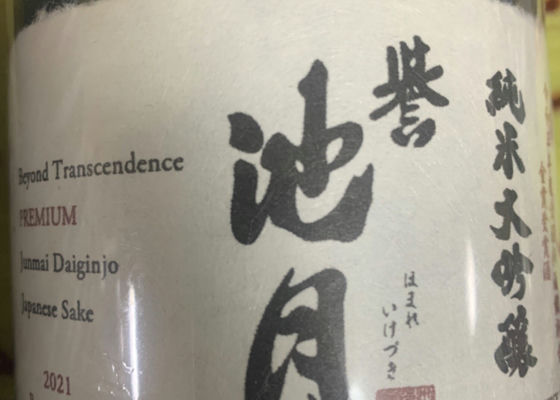 純米大吟醸
誉
池月
ほまれ
いけづき
Beyond Transcendence
PREMIUM
Junmai Daiginjo
Japanese Sake
2021